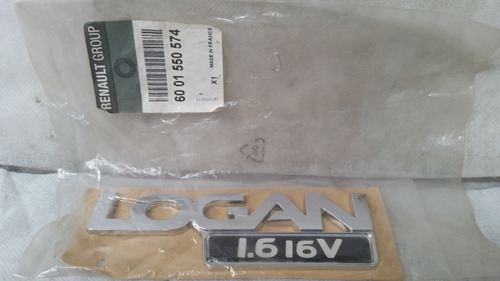 RENAULT GROUP
60 01 550 574
X1
MADE IN FRANCE
LOGAN
1.6 16V